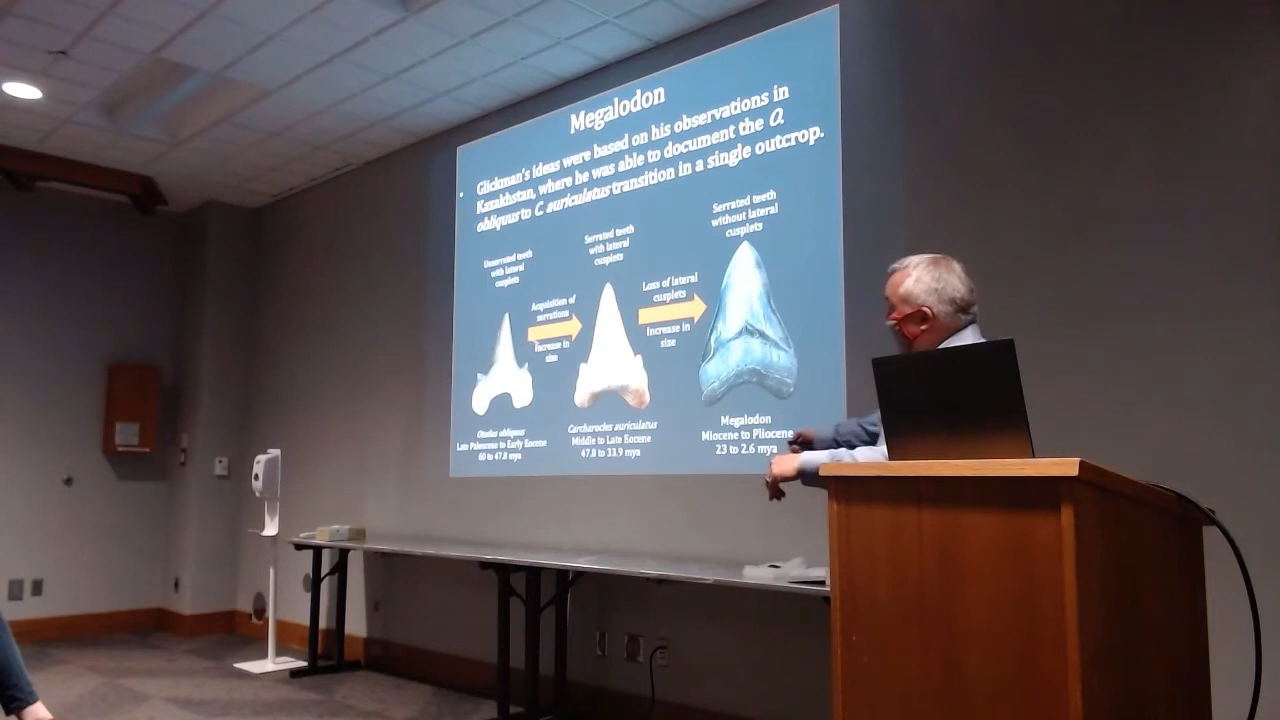 Megalodon
• Glickman's ideas were based on his observations in
Kazakhstan, where he was able to document the O.
obliquus to C. auriculatus transition in a single outcrop.
Unserrated teeth
with lateral
cusplets
Acquisition of
serrations
Increase in
size
Serrated teeth
with lateral
cusplets
Loss of lateral
cusplets
Increase in
size
Serrated teeth
without lateral
cusplets
Otodus obliquus
Late Paleocene to Early Eocene
60 to 47.8 mya
Carcharocles auriculatus
Middle to Late Eocene
47.8 to 33.9 mya
Megalodon
Miocene to Pliocene
23 to 2.6 mya